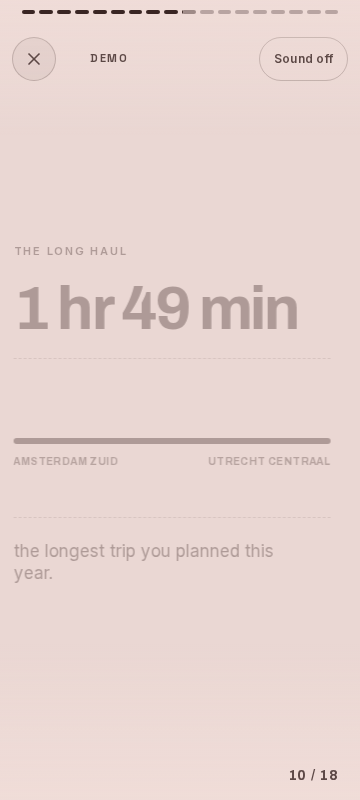 DEMO
Sound off
THE LONG HAUL
1 hr 49 min
AMSTERDAM ZUID
UTRECHT CENTRAAL
the longest trip you planned this
year.
10 / 18